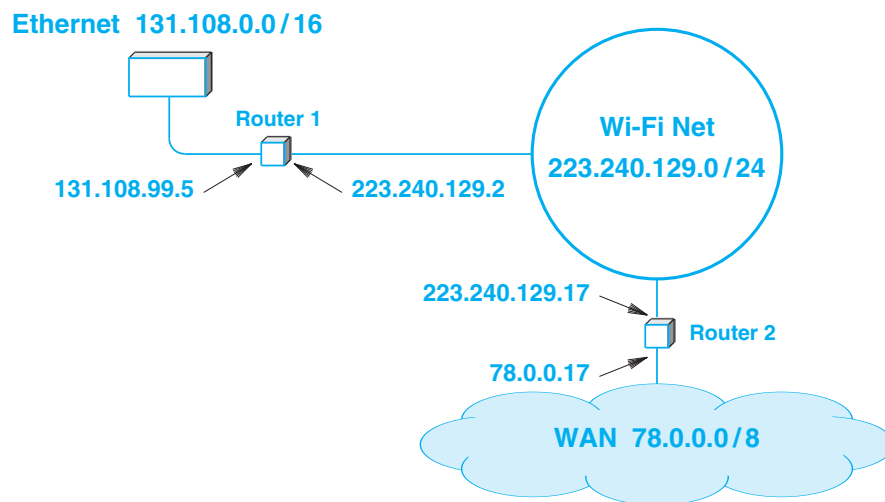 Ethernet 131.108.0.0/16
Router 1
131.108.99.5
223.240.129.2
Wi-Fi Net
223.240.129.0/24
223.240.129.17
Router 2
78.0.0.17
WAN 78.0.0.0/8